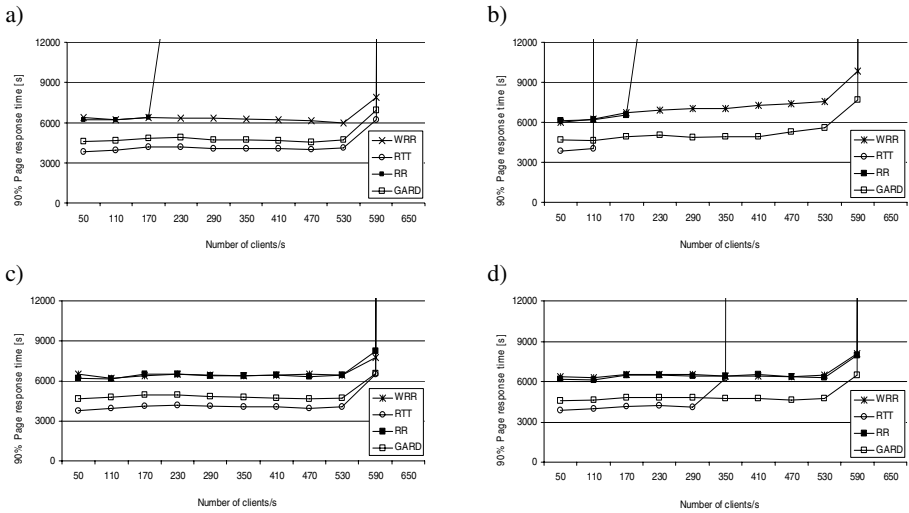 a)
12000
9000
6000
3000
0
90% Page response time [s]
WRR
RTT
RR
GARD
50 110 170 230 290 350 410 470 530 590 650
Number of clients/s
b)
12000
9000
6000
3000
0
90% Page response time [s]
WRR
RTT
RR
GARD
50 110 170 230 290 350 410 470 530 590 650
Number of clients/s
c)
12000
9000
6000
3000
0
90% Page response time [s]
WRR
RTT
RR
GARD
50 110 170 230 290 350 410 470 530 590 650
Number of clients/s
d)
12000
9000
6000
3000
0
90% Page response time [s]
WRR
RTT
RR
GARD
50 110 170 230 290 350 410 470 530 590 650
Number of clients/s